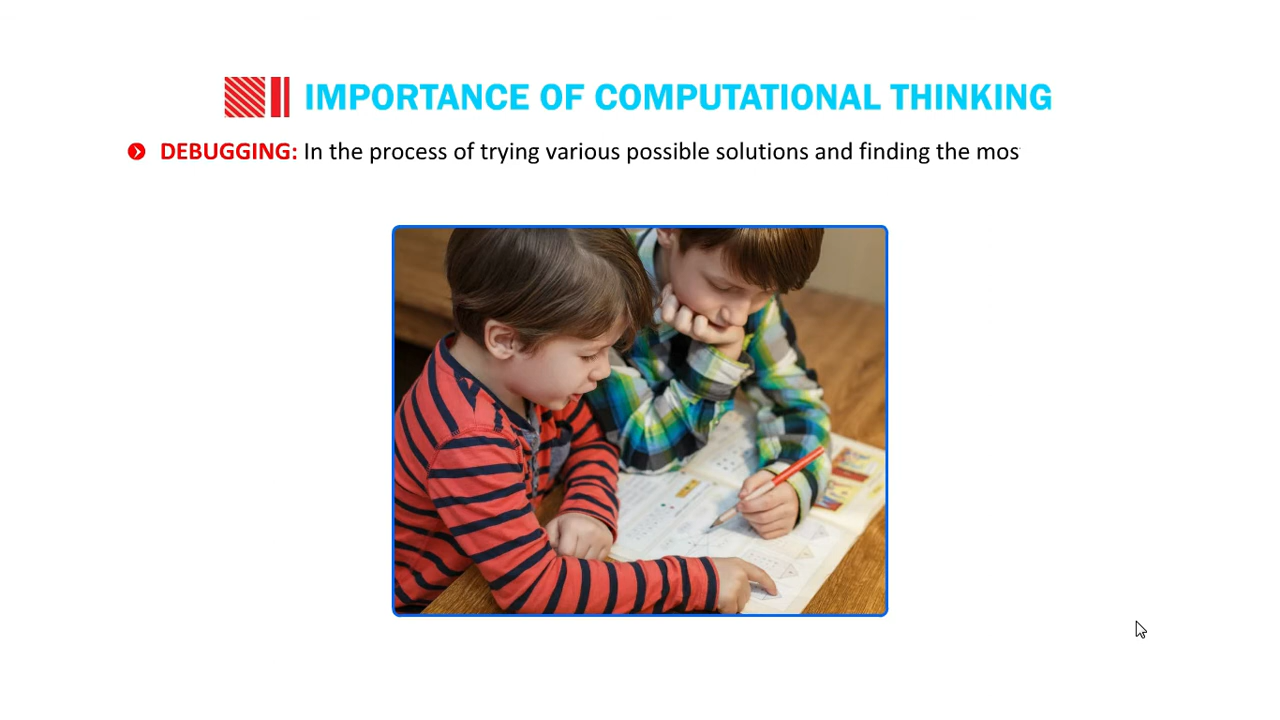 IMPORTANCE OF COMPUTATIONAL THINKING
DEBUGGING: In the process of trying various possible solutions and finding the mos